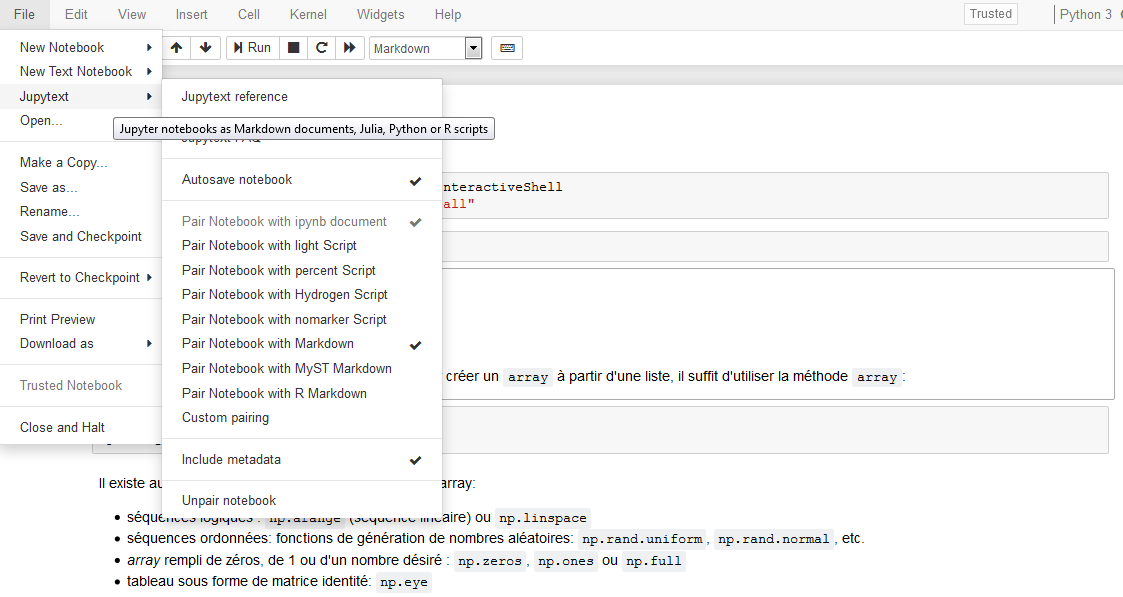 File Edit View Insert Cell Kernel Widgets Help Trusted Python 3
New Notebook
New Text Notebook
Jupytext
Open...
Make a Copy...
Save as...
Rename...
Save and Checkpoint
Revert to Checkpoint
Print Preview
Download as
Trusted Notebook
Close and Halt
Run Markdown
Jupytext reference
Jupyter notebooks as Markdown documents, Julia, Python or R scripts
Jupytext FAQ
Autosave notebook
Pair Notebook with ipynb document
Pair Notebook with light Script
Pair Notebook with percent Script
Pair Notebook with Hydrogen Script
Pair Notebook with nomarker Script
Pair Notebook with Markdown
Pair Notebook with MyST Markdown
Pair Notebook with R Markdown
Custom pairing
Include metadata
Unpair notebook
nteractiveShell
all"
créer un array à partir d'une liste, il suffit d'utiliser la méthode array :
Il existe au array:
• séquences logiques : np.arange (séquence linéaire) ou np.linspace
• séquences ordonnées: fonctions de génération de nombres aléatoires: np.rand.uniform , np.rand.normal , etc.
• array rempli de zéros, de 1 ou d'un nombre désiré : np.zeros , np.ones ou np.full
• tableau sous forme de matrice identité: np.eye